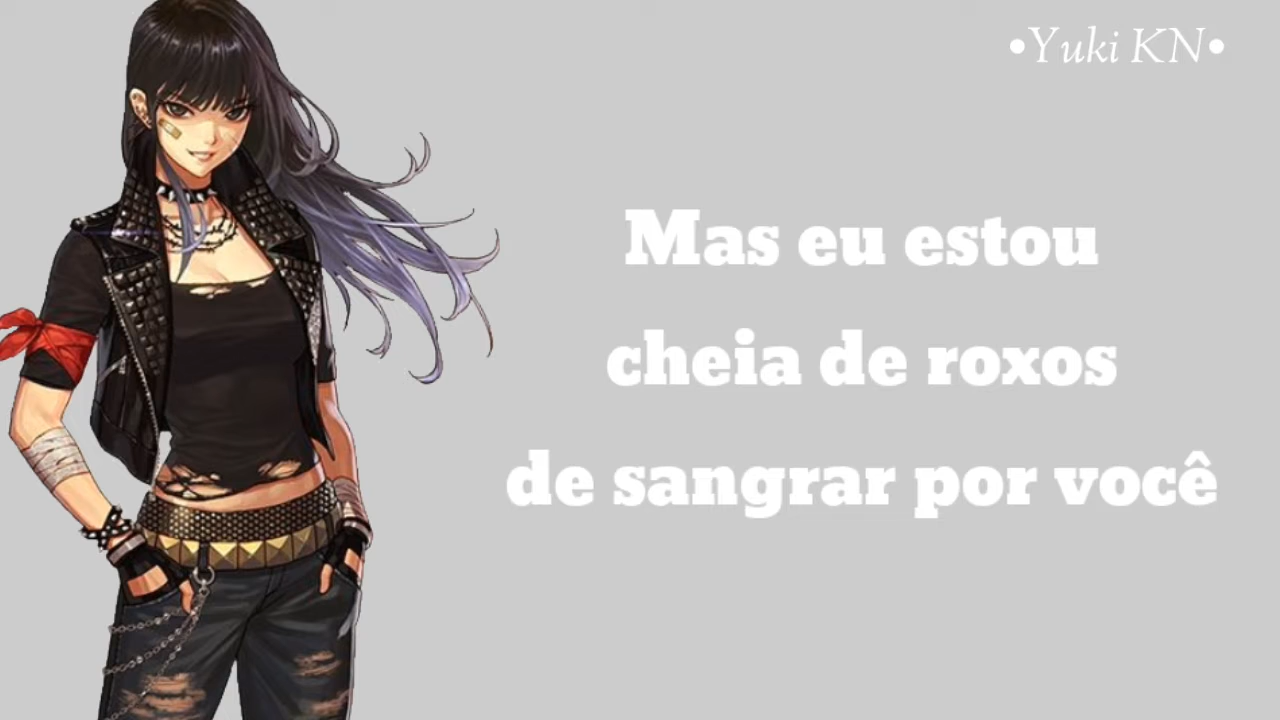 •Yuki KN•
Mas eu estou
cheia de roxos
de sangrar por você